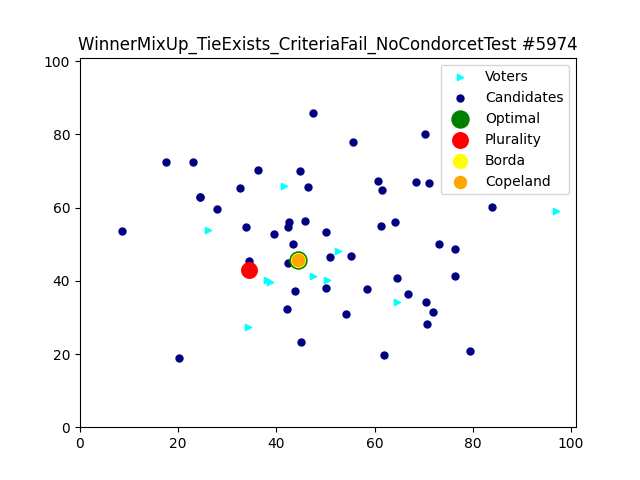 WinnerMixUp_TieExists_CriteriaFail_NoCondorcetTest #5974
100
80
60
40
20
0
0 20 40 60 80 100
Voters
Candidates
Optimal
Plurality
Borda
Copeland